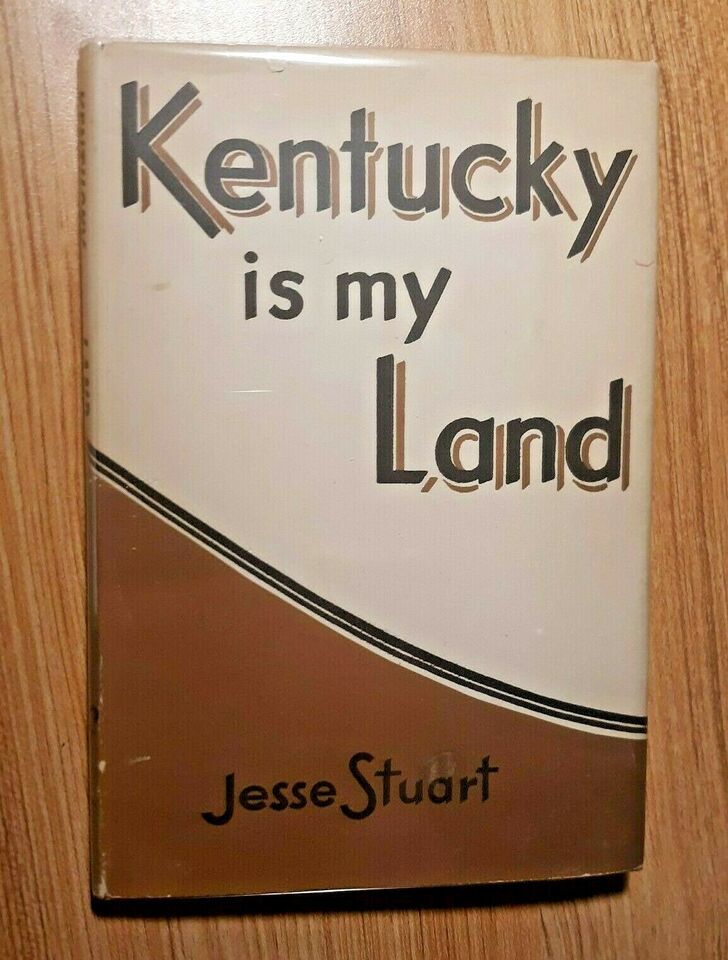 Kentucky
is my
Land
Jesse Stuart